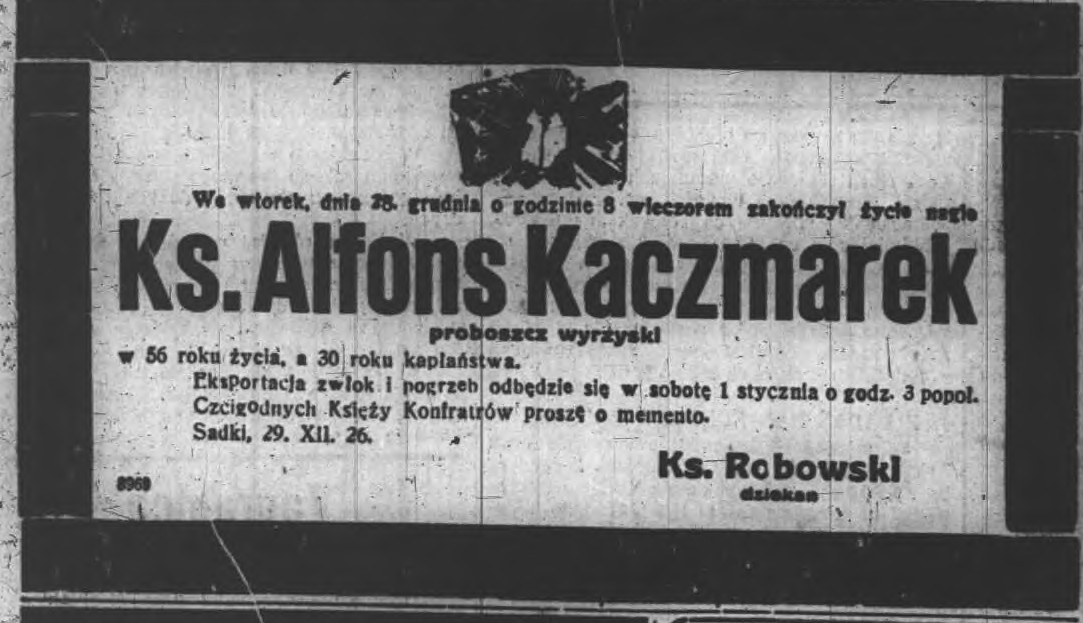 We wtorek, dnia 28. grudnia o godzinie 8 wieczorem zakończył życie nagle
Ks. Alfons Kaczmarek
proboszcz wyrzyski
w 56 roku życia, a 30 roku kapłaństwa.
Eksportacja zwłok i pogrzeb odbędzie się w sobotę 1 stycznia o godz. 3 popoł.
Czcigodnych Księży Konfratrów proszę o memento.
Sadki, 29. XII. 26.
Ks. Robowski
dziekan
8969